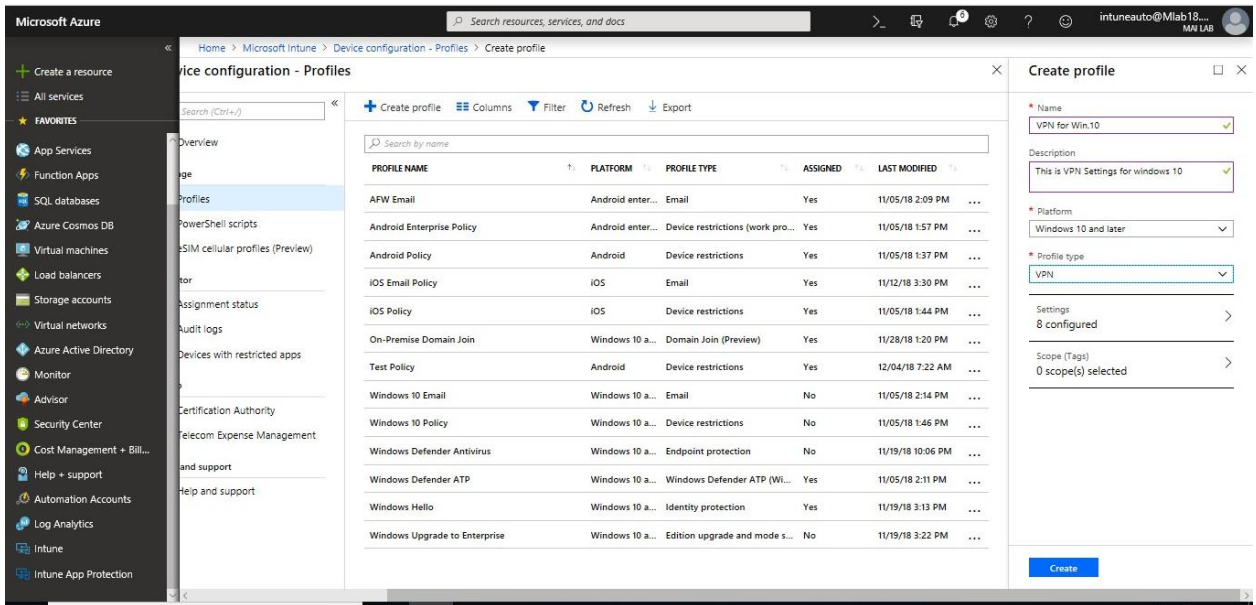 Microsoft Azure
Search resources, services, and docs
6
intuneauto@Mlab18....
MAI LAB
Home > Microsoft Intune > Device configuration - Profiles > Create profile
Create a resource
All services
FAVORITES
App Services
Function Apps
SQL databases
Azure Cosmos DB
Virtual machines
Load balancers
Storage accounts
Virtual networks
Azure Active Directory
Monitor
Advisor
Security Center
Cost Management + Bill...
Help + support
Automation Accounts
Log Analytics
Intune
Intune App Protection
vice configuration - Profiles
Search (Ctrl+/)
Overview
age
Profiles
PowerShell scripts
eSIM cellular profiles (Preview)
tor
Assignment status
Audit logs
Devices with restricted apps
Certification Authority
Telecom Expense Management
and support
Help and support
Create profile Columns Filter Refresh Export
Search by name
PROFILE NAME PLATFORM PROFILE TYPE ASSIGNED LAST MODIFIED
AFW Email Android enter... Email Yes 11/05/18 2:09 PM ...
Android Enterprise Policy Android enter... Device restrictions (work pro... Yes 11/05/18 1:57 PM ...
Android Policy Android Device restrictions Yes 11/05/18 1:37 PM ...
iOS Email Policy iOS Email Yes 11/12/18 3:30 PM ...
iOS Policy iOS Device restrictions Yes 11/05/18 1:44 PM ...
On-Premise Domain Join Windows 10 a... Domain Join (Preview) Yes 11/28/18 1:20 PM ...
Test Policy Android Device restrictions Yes 12/04/18 7:22 AM ...
Windows 10 Email Windows 10 a... Email No 11/05/18 2:14 PM ...
Windows 10 Policy Windows 10 a... Device restrictions No 11/05/18 1:46 PM ...
Windows Defender Antivirus Windows 10 a... Endpoint protection No 11/19/18 10:06 PM ...
Windows Defender ATP Windows 10 a... Windows Defender ATP (Wi... Yes 11/05/18 2:11 PM ...
Windows Hello Windows 10 a... Identity protection Yes 11/19/18 3:13 PM ...
Windows Upgrade to Enterprise Windows 10 a... Edition upgrade and mode s... No 11/19/18 3:22 PM ...
Create profile
* Name
VPN for Win.10
Description
This is VPN Settings for windows 10
* Platform
Windows 10 and later
* Profile type
VPN
Settings
8 configured
Scope (Tags)
0 scope(s) selected
Create